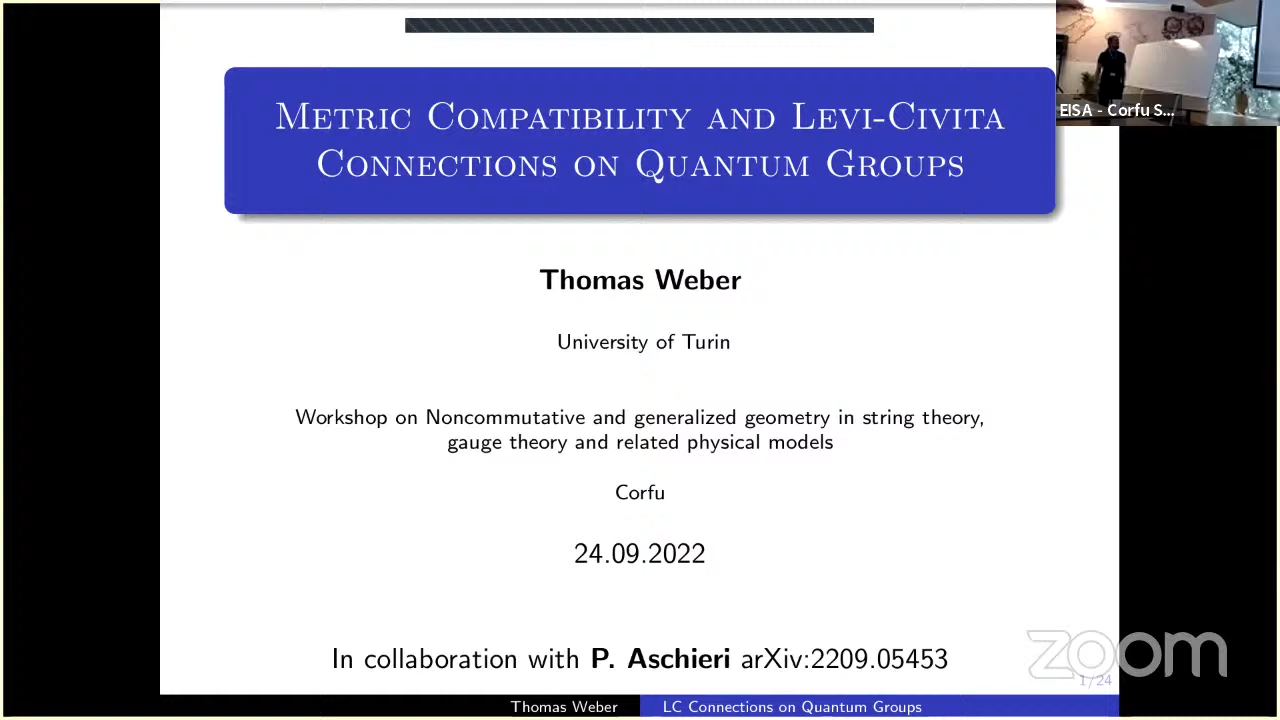 METRIC COMPATIBILITY AND LEVI-CIVITA
CONNECTIONS ON QUANTUM GROUPS
EISA - Corfu S...
Thomas Weber
University of Turin
Workshop on Noncommutative and generalized geometry in string theory,
gauge theory and related physical models
Corfu
24.09.2022
In collaboration with P. Aschieri arXiv:2209.05453
zoom
1/24
Thomas Weber
LC Connections on Quantum Groups